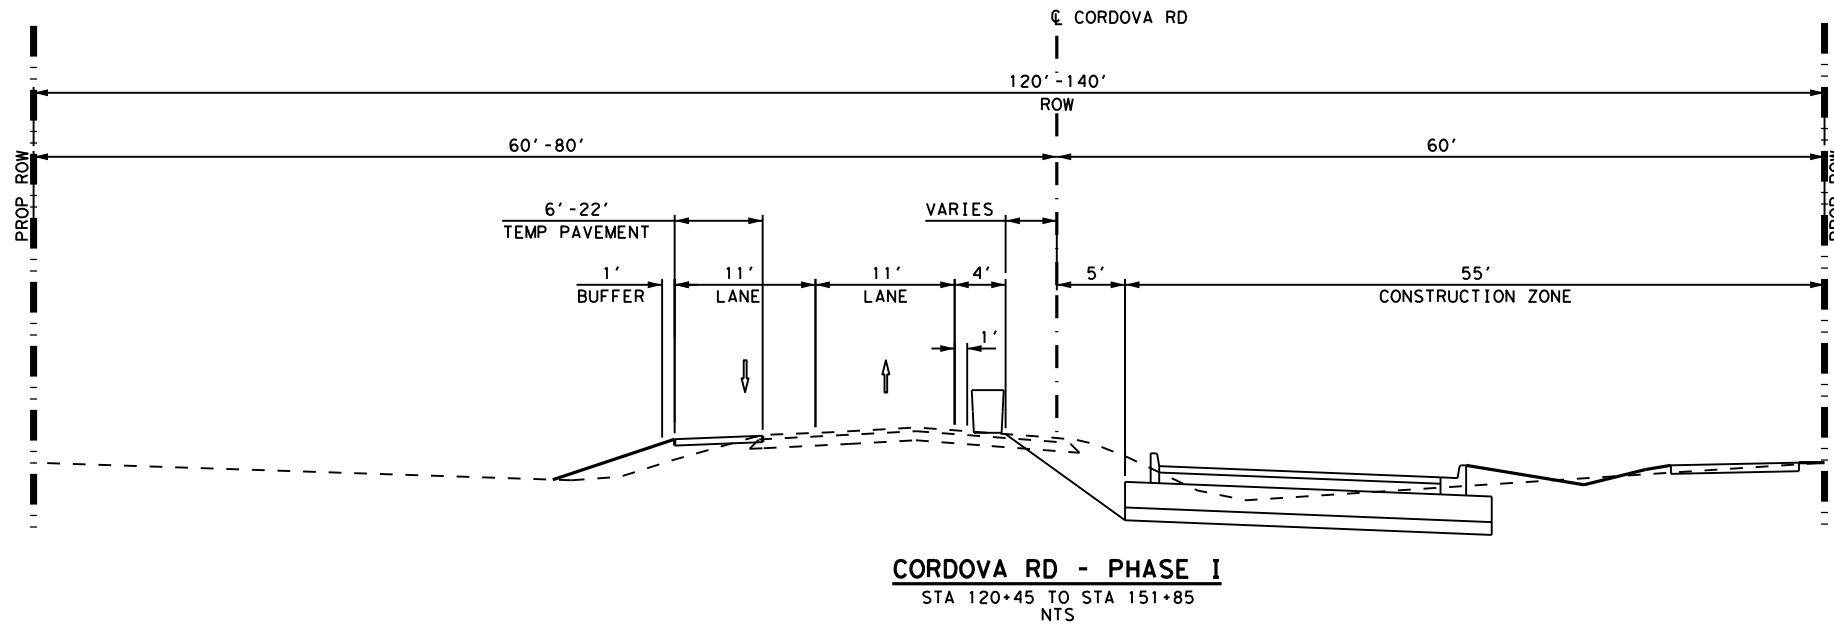 ℄ CORDOVA RD
120'-140'
ROW
60'-80'
60'
PROP ROW
PROP ROW
6'-22'
TEMP PAVEMENT
VARIES
1'
BUFFER
11'
LANE
11'
LANE
4'
5'
55'
CONSTRUCTION ZONE
1'
CORDOVA RD - PHASE I
STA 120+45 TO STA 151+85
NTS